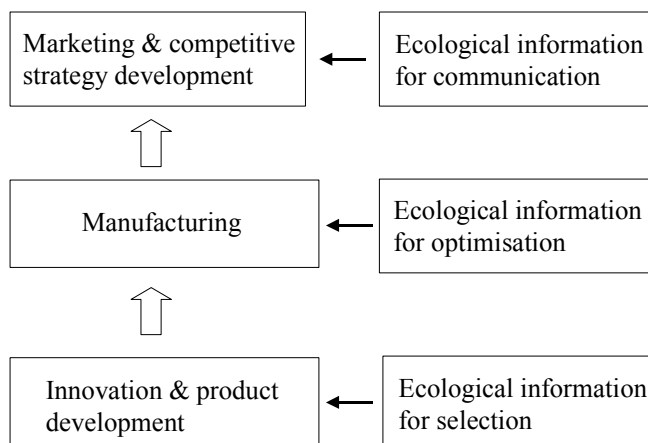 Marketing & competitive
strategy development
Ecological information
for communication
Manufacturing
Ecological information
for optimisation
Innovation & product
development
Ecological information
for selection